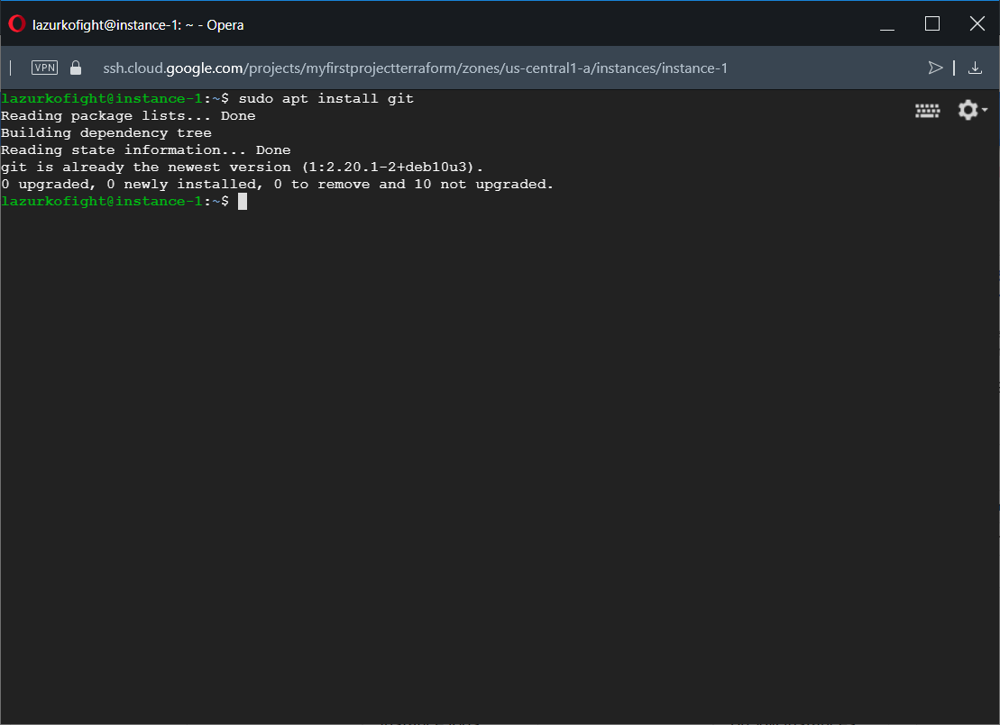 lazurkofight@instance-1: ~ - Opera
VPN ssh.cloud.google.com/projects/myfirstprojectterraform/zones/us-central1-a/instances/instance-1
lazurkofight@instance-1:~$ sudo apt install git
Reading package lists... Done
Building dependency tree
Reading state information... Done
git is already the newest version (1:2.20.1-2+deb10u3).
0 upgraded, 0 newly installed, 0 to remove and 10 not upgraded.
lazurkofight@instance-1:~$